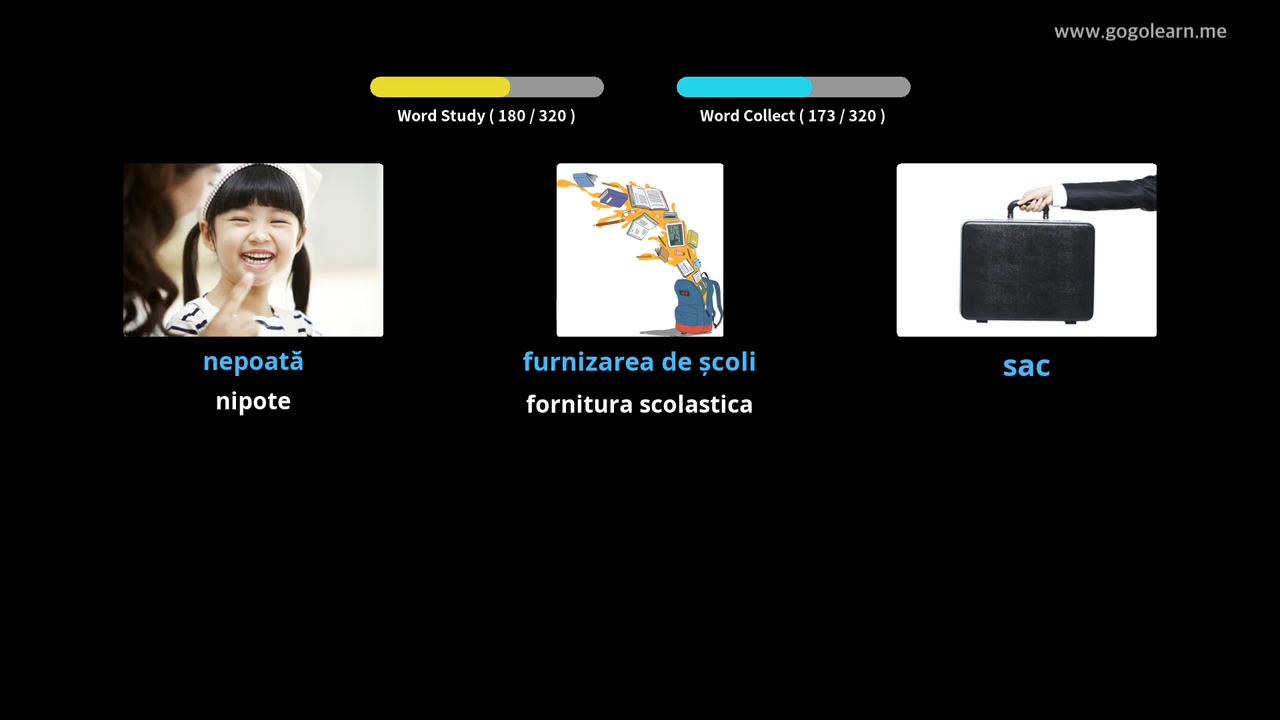 www.gogolearn.me
Word Study ( 180 / 320 )
Word Collect ( 173 / 320 )
nepoată
nipote
furnizarea de școli
fornitura scolastica
sac